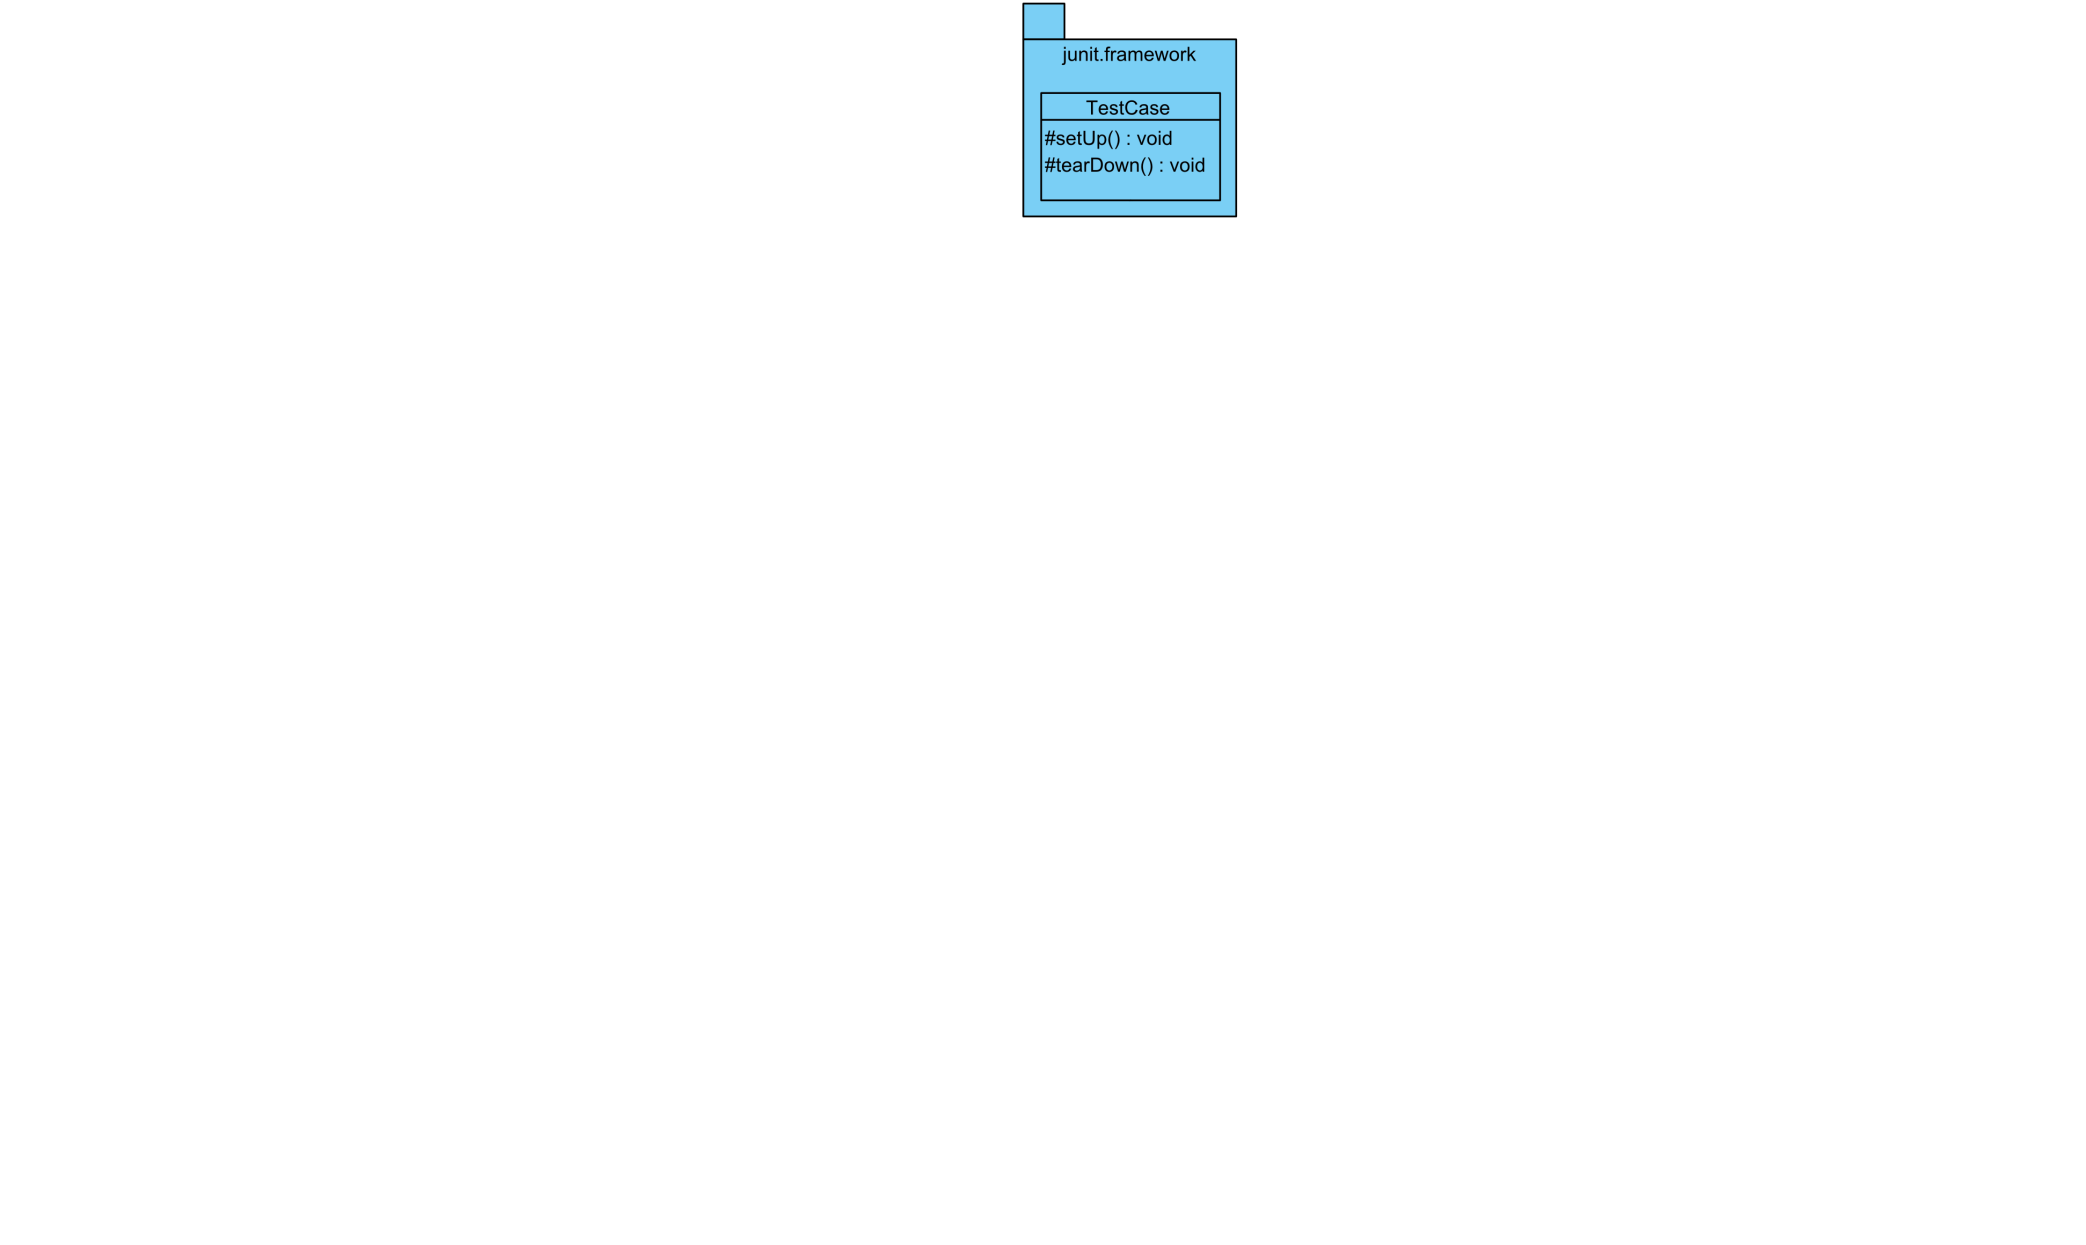 junit.framework
TestCase
#setUp() : void
#tearDown() : void